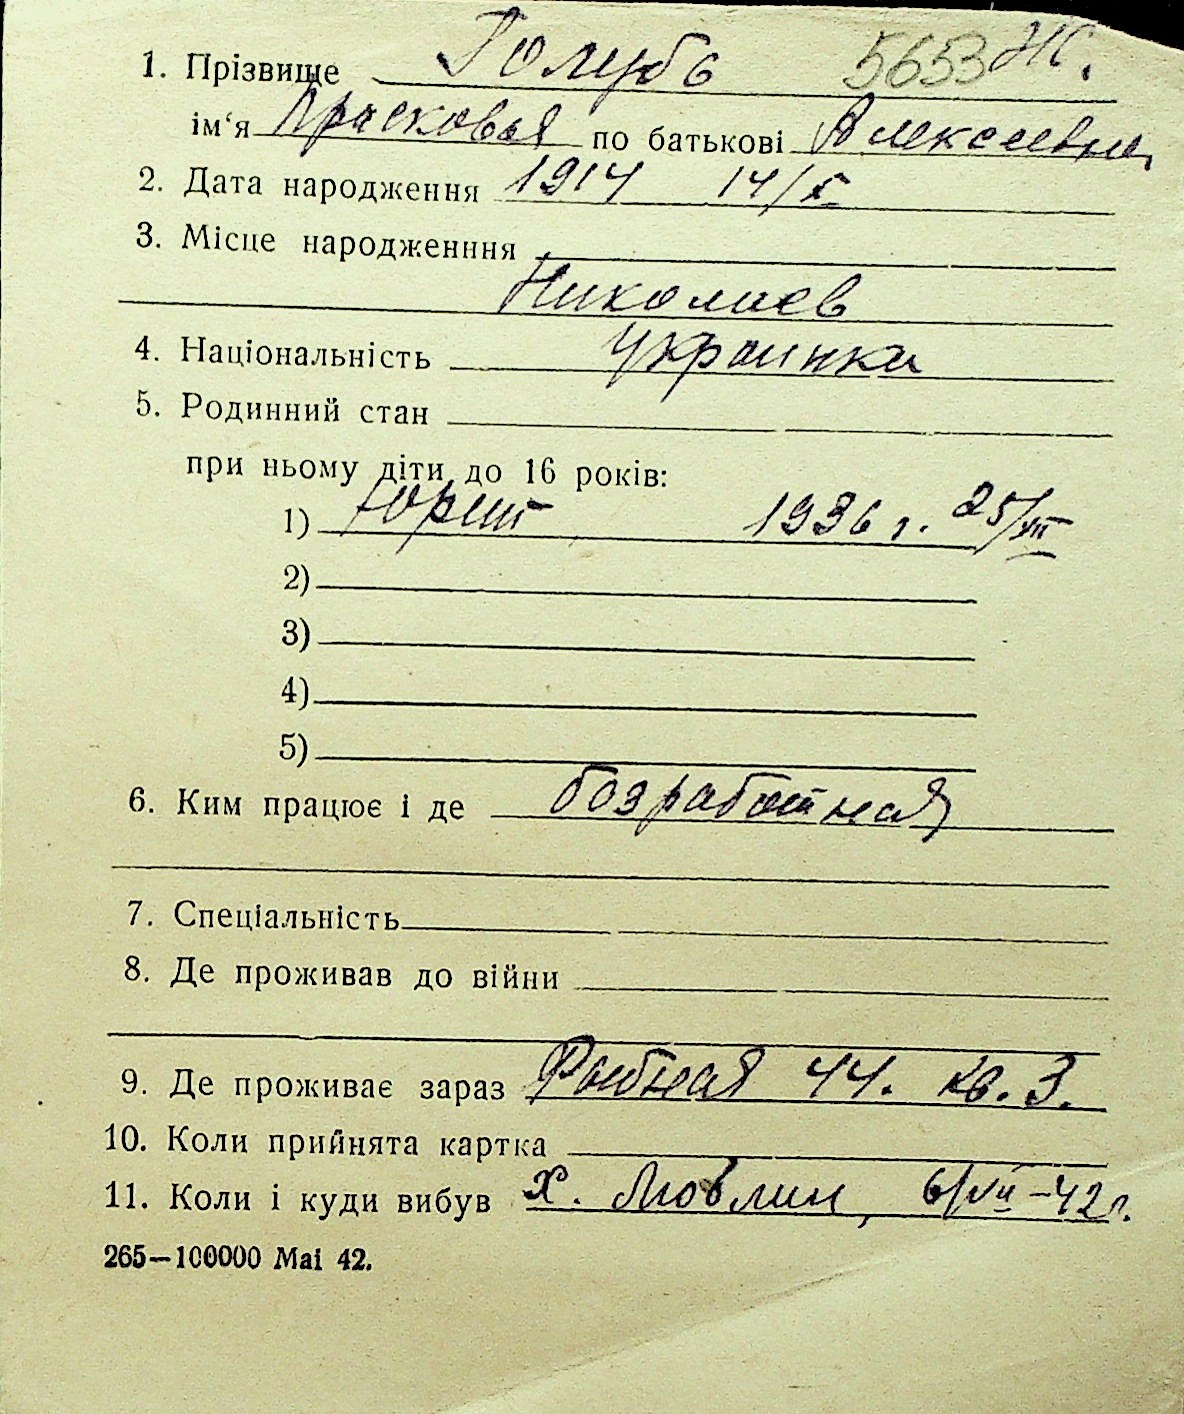 1. Прізвище Голубь 5653 Ж.
ім‘я Прасковья по батькові Алексеевна
2. Дата народження 1914 14/X
3. Місце народженння
Николаев
4. Національність Украинка
5. Родинний стан
при ньому діти до 16 років:
1) Юрий 1936 г. 25/VII
2)
3)
4)
5)
6. Ким працює і де безработная
7. Спеціальність
8. Де проживав до війни
9. Де проживає зараз Рыбная 44. кв. 3.
10. Коли прийнята картка
11. Коли і куди вибув х. 6/VII–42 г.
265—100000 Mai 42.